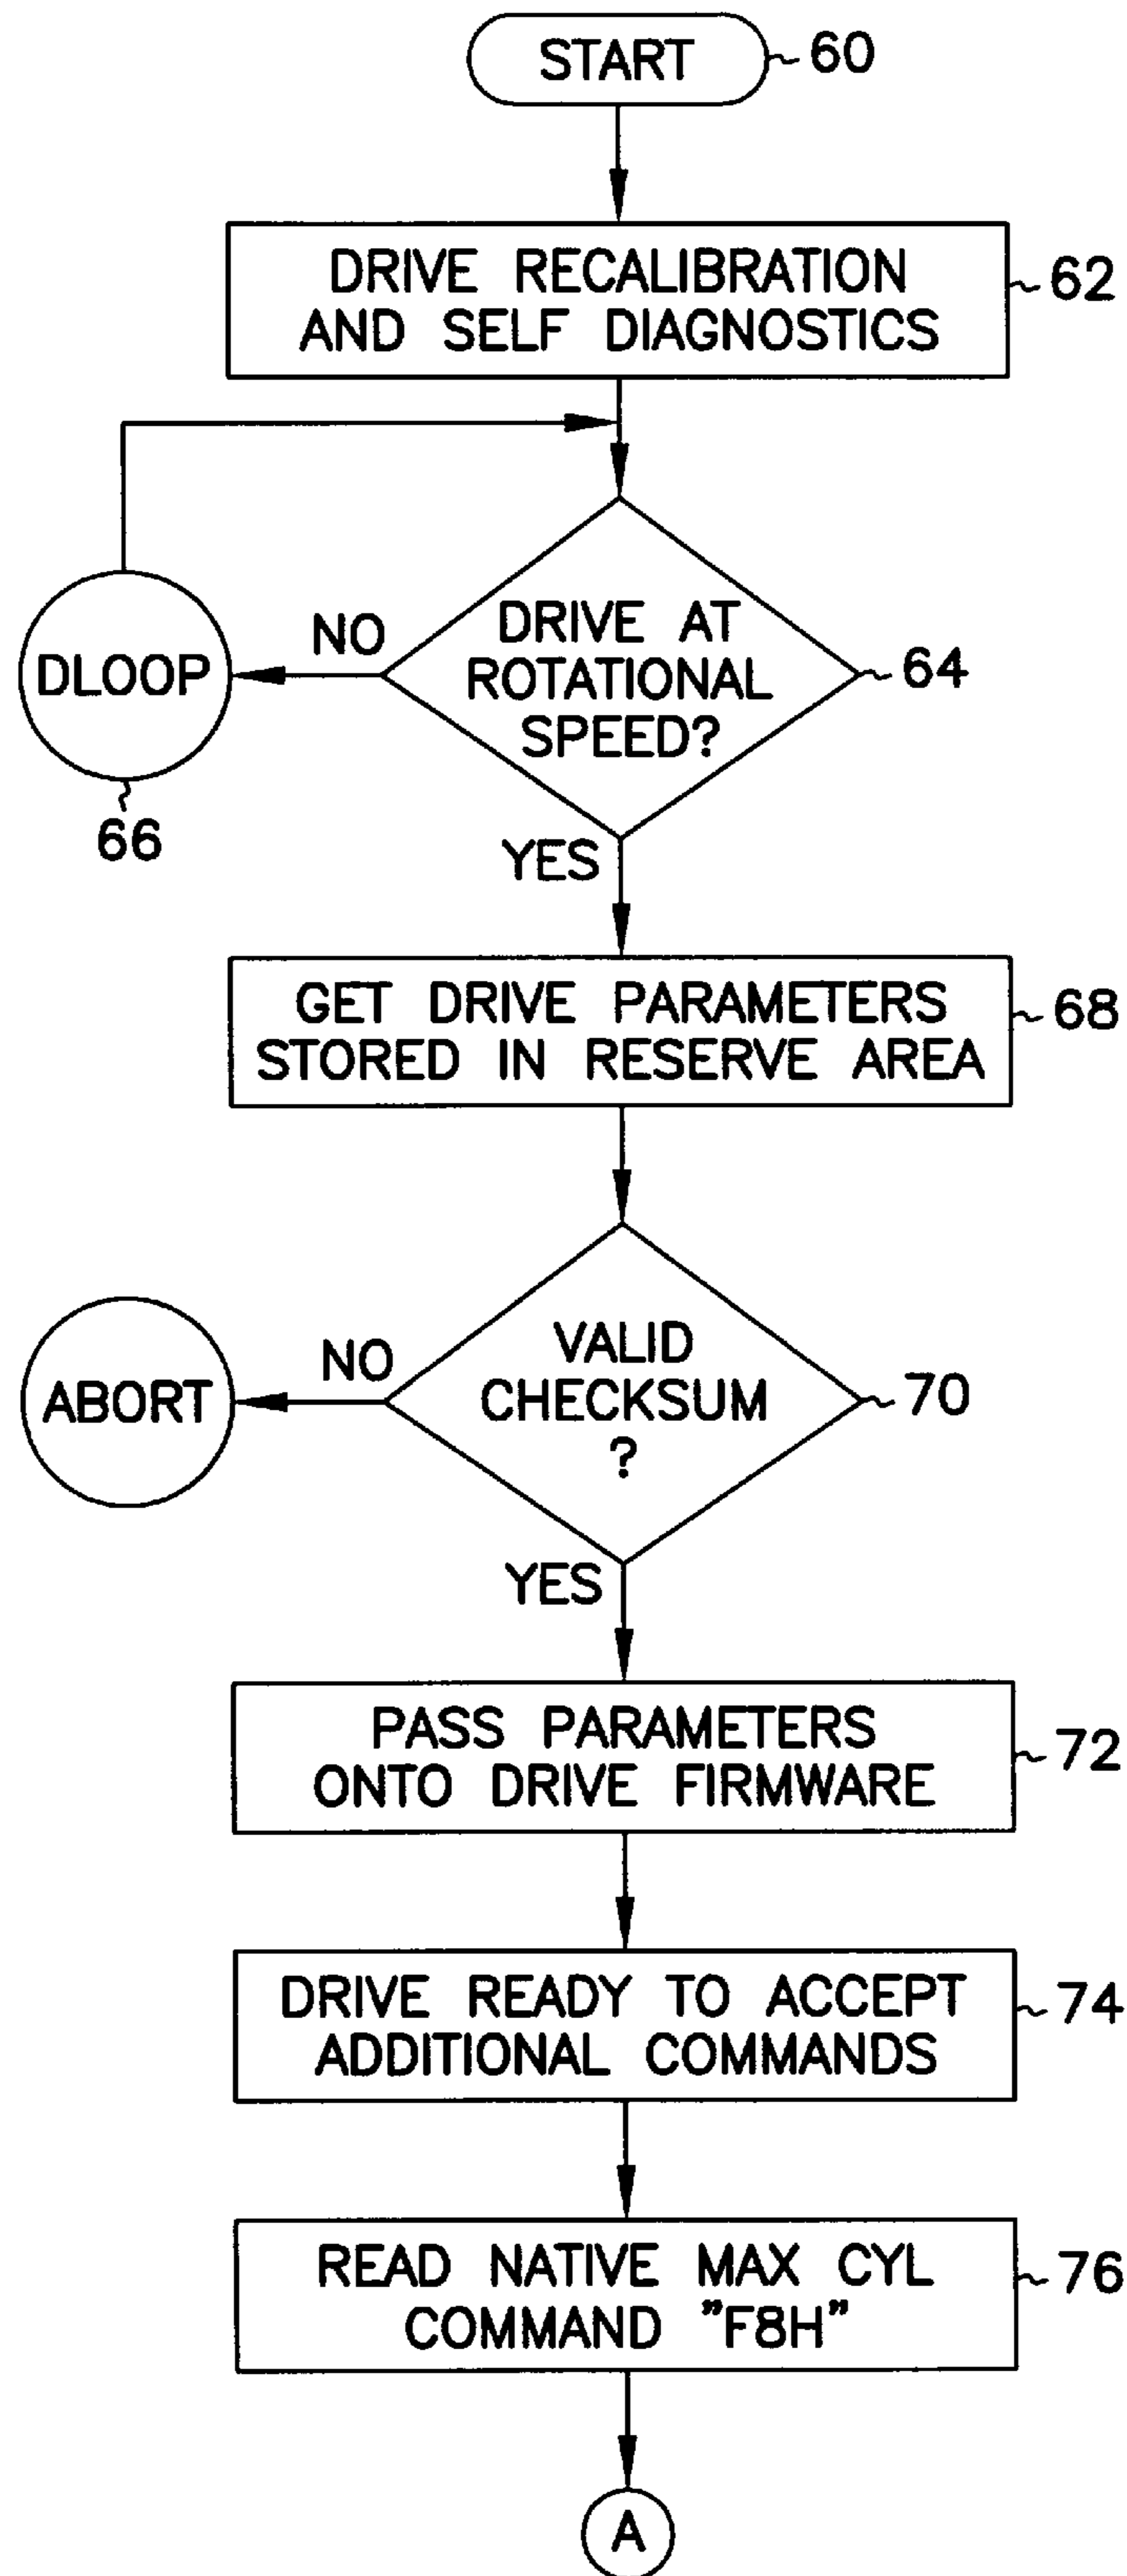 START
60
DRIVE RECALIBRATION
AND SELF DIAGNOSTICS
62
DRIVE AT
ROTATIONAL
SPEED?
64
NO
DLOOP
66
YES
GET DRIVE PARAMETERS
STORED IN RESERVE AREA
68
VALID
CHECKSUM
?
70
NO
ABORT
YES
PASS PARAMETERS
ONTO DRIVE FIRMWARE
72
DRIVE READY TO ACCEPT
ADDITIONAL COMMANDS
74
READ NATIVE MAX CYL
COMMAND "F8H"
76
A